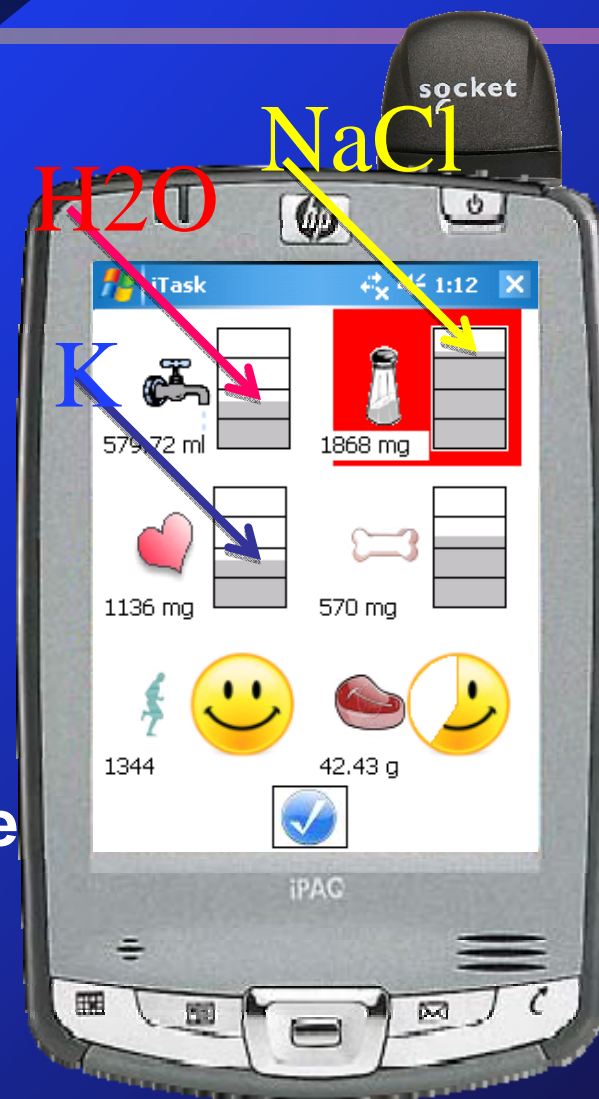 socket
NaCl
H2O
hp
iTask 1:12
K
579.72 ml
1868 mg
1136 mg
570 mg
1344
42.43 g
e
iPAQ